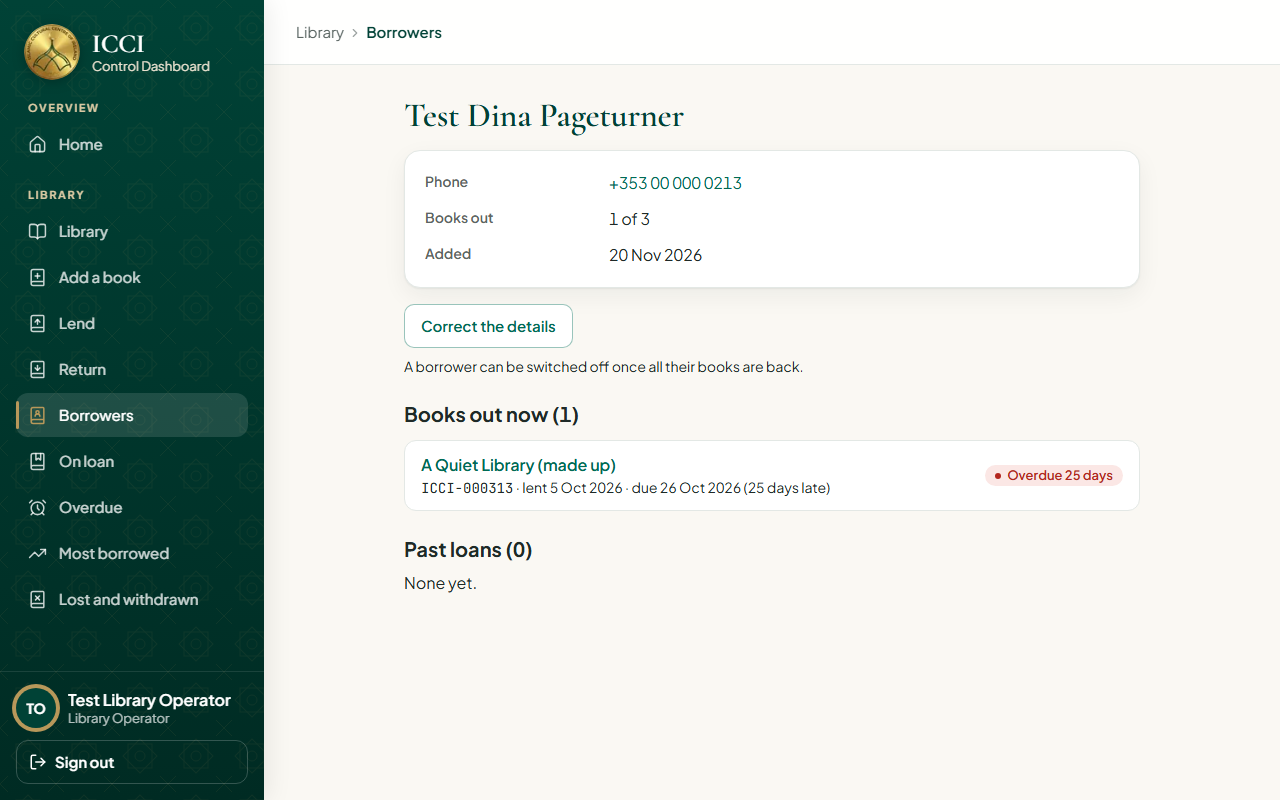 ICCI
Control Dashboard
OVERVIEW
Home
LIBRARY
Library
Add a book
Lend
Return
Borrowers
On loan
Overdue
Most borrowed
Lost and withdrawn
TO
Test Library Operator
Library Operator
Sign out
Library › Borrowers
Test Dina Pageturner
Phone +353 00 000 0213
Books out 1 of 3
Added 20 Nov 2026
Correct the details
A borrower can be switched off once all their books are back.
Books out now (1)
A Quiet Library (made up)
ICCI-000313 · lent 5 Oct 2026 · due 26 Oct 2026 (25 days late)
Overdue 25 days
Past loans (0)
None yet.